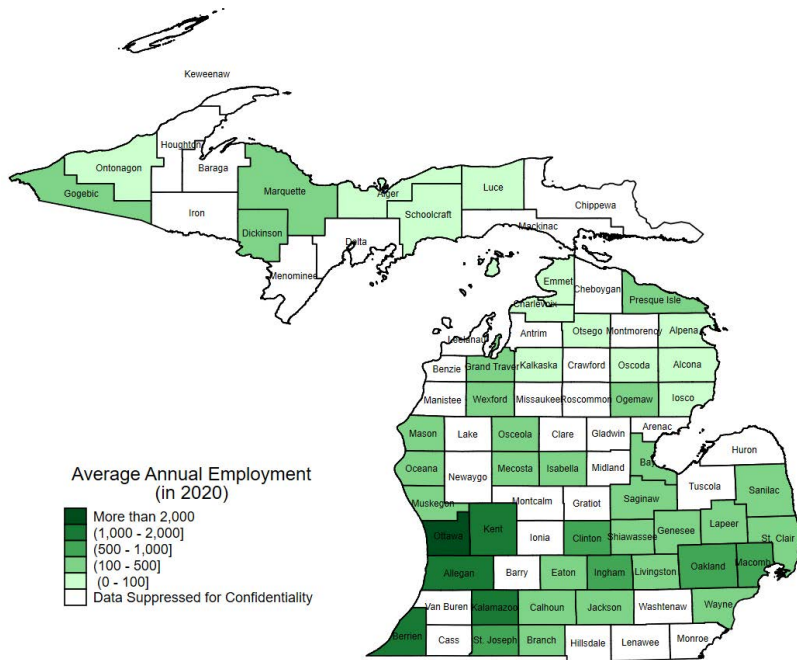 Keweenaw
Houghton
Ontonagon
Baraga
Gogebic
Marquette
Alger
Luce
Iron
Schoolcraft
Chippewa
Dickinson
Mackinac
Delta
Menominee
Emmet
Cheboygan
Presque Isle
Charlevoix
Antrim
Otsego
Montmorency
Alpena
Leelanau
Benzie
Grand Traver
Kalkaska
Crawford
Oscoda
Alcona
Manistee
Wexford
Missaukee
Roscommon
Ogemaw
Iosco
Mason
Lake
Osceola
Clare
Gladwin
Arenac
Huron
Oceana
Newaygo
Mecosta
Isabella
Midland
Bay
Tuscola
Sanilac
Muskegon
Montcalm
Gratiot
Saginaw
Ottawa
Kent
Ionia
Clinton
Shiawassee
Genesee
Lapeer
St. Clair
Allegan
Barry
Eaton
Ingham
Livingston
Oakland
Macomb
Van Buren
Kalamazoo
Calhoun
Jackson
Washtenaw
Wayne
Berrien
Cass
St. Joseph
Branch
Hillsdale
Lenawee
Monroe
Average Annual Employment
(in 2020)
More than 2,000
(1,000 - 2,000]
(500 - 1,000]
(100 - 500]
(0 - 100]
Data Suppressed for Confidentiality